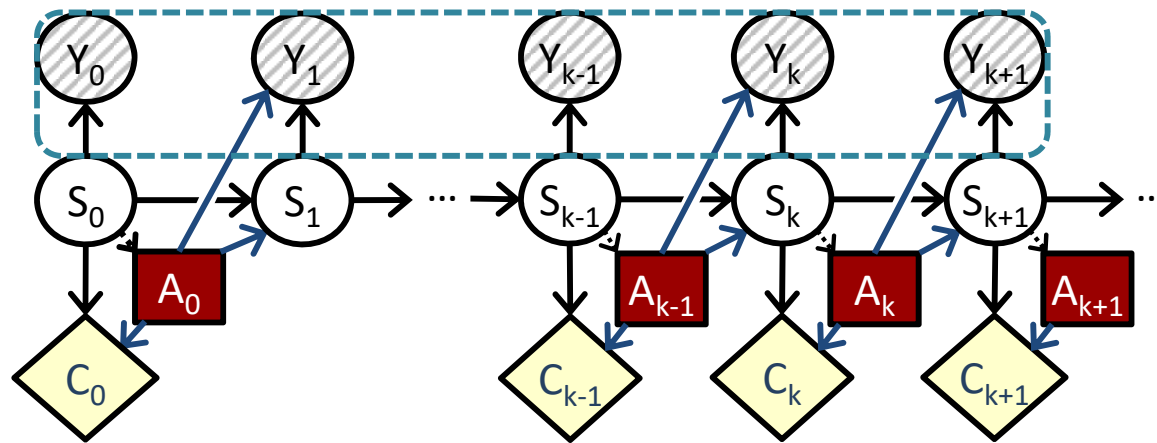 Y0 Y1 Yk-1 Yk Yk+1
S0 S1 ... Sk-1 Sk Sk+1 ..
A0 Ak-1 Ak Ak+1
C0 Ck-1 Ck Ck+1